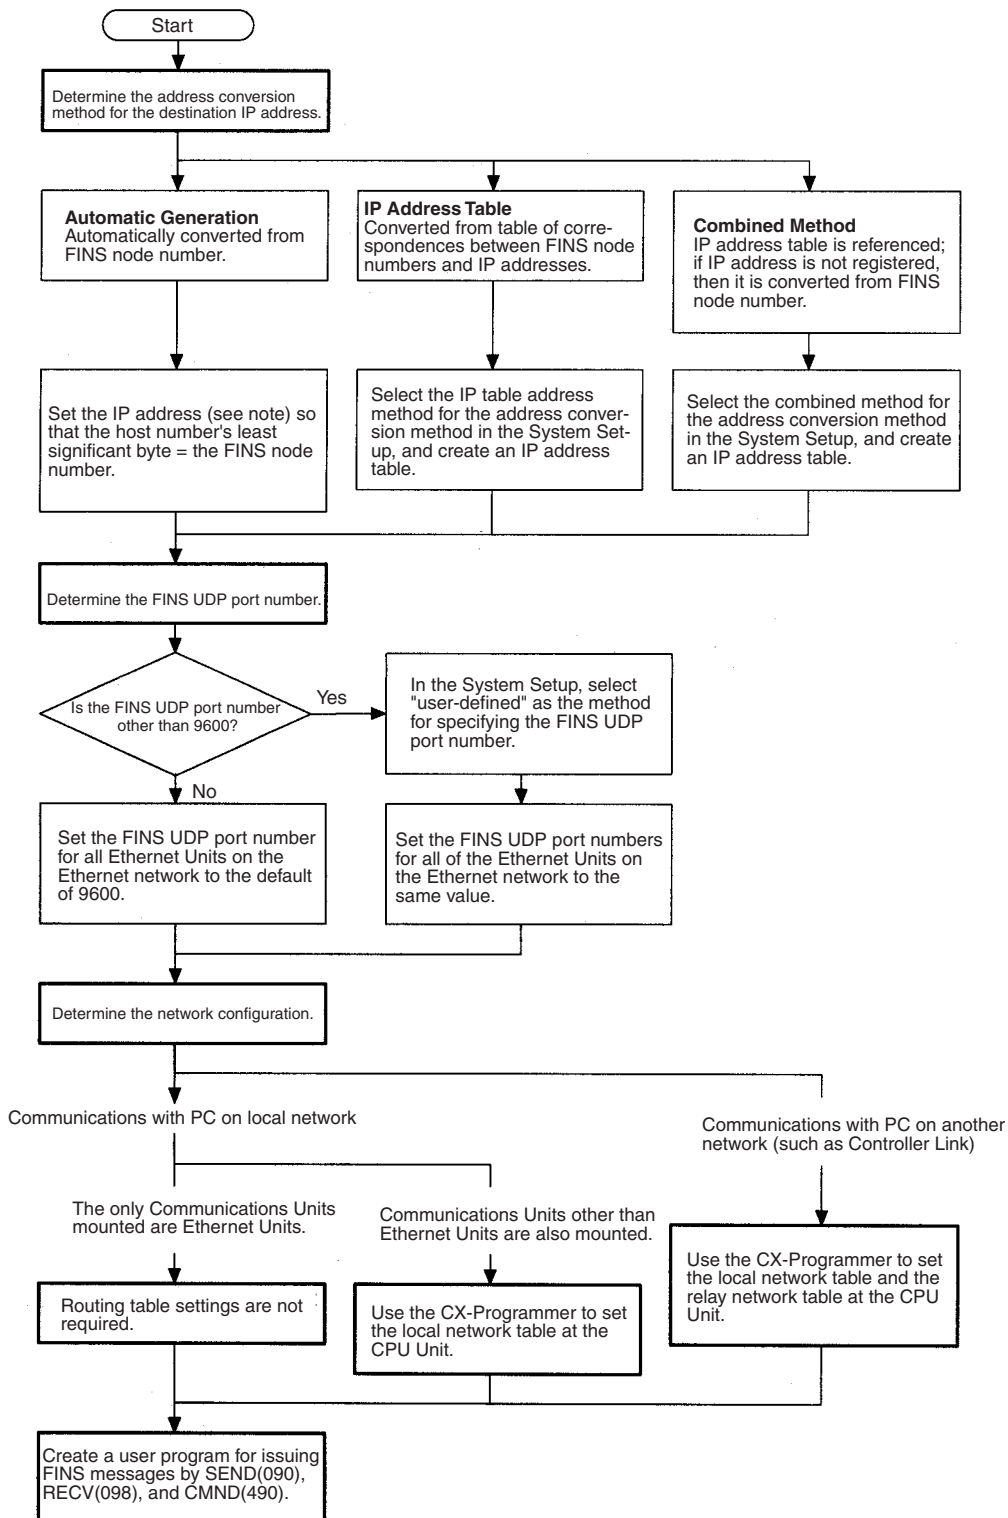 Start
Determine the address conversion
method for the destination IP address.
Automatic Generation
Automatically converted from
FINS node number.
IP Address Table
Converted from table of corre-
spondences between FINS node
numbers and IP addresses.
Combined Method
IP address table is referenced;
if IP address is not registered,
then it is converted from FINS
node number.
Set the IP address (see note) so
that the host number's least
significant byte = the FINS node
number.
Select the IP table address
method for the address conver-
sion method in the System Set-
up, and create an IP address
table.
Select the combined method for
the address conversion method
in the System Setup, and create
an IP address table.
Determine the FINS UDP port number.
Is the FINS UDP port number
other than 9600?
Yes
In the System Setup, select
"user-defined" as the method
for specifying the FINS UDP
port number.
No
Set the FINS UDP port number
for all Ethernet Units on the
Ethernet network to the default
of 9600.
Set the FINS UDP port numbers
for all of the Ethernet Units on
the Ethernet network to the
same value.
Determine the network configuration.
Communications with PC on local network
Communications with PC on another
network (such as Controller Link)
The only Communications Units
mounted are Ethernet Units.
Communications Units other than
Ethernet Units are also mounted.
Routing table settings are not
required.
Use the CX-Programmer to set
the local network table at the
CPU Unit.
Use the CX-Programmer to set
the local network table and the
relay network table at the CPU
Unit.
Create a user program for issuing
FINS messages by SEND(090),
RECV(098), and CMND(490).